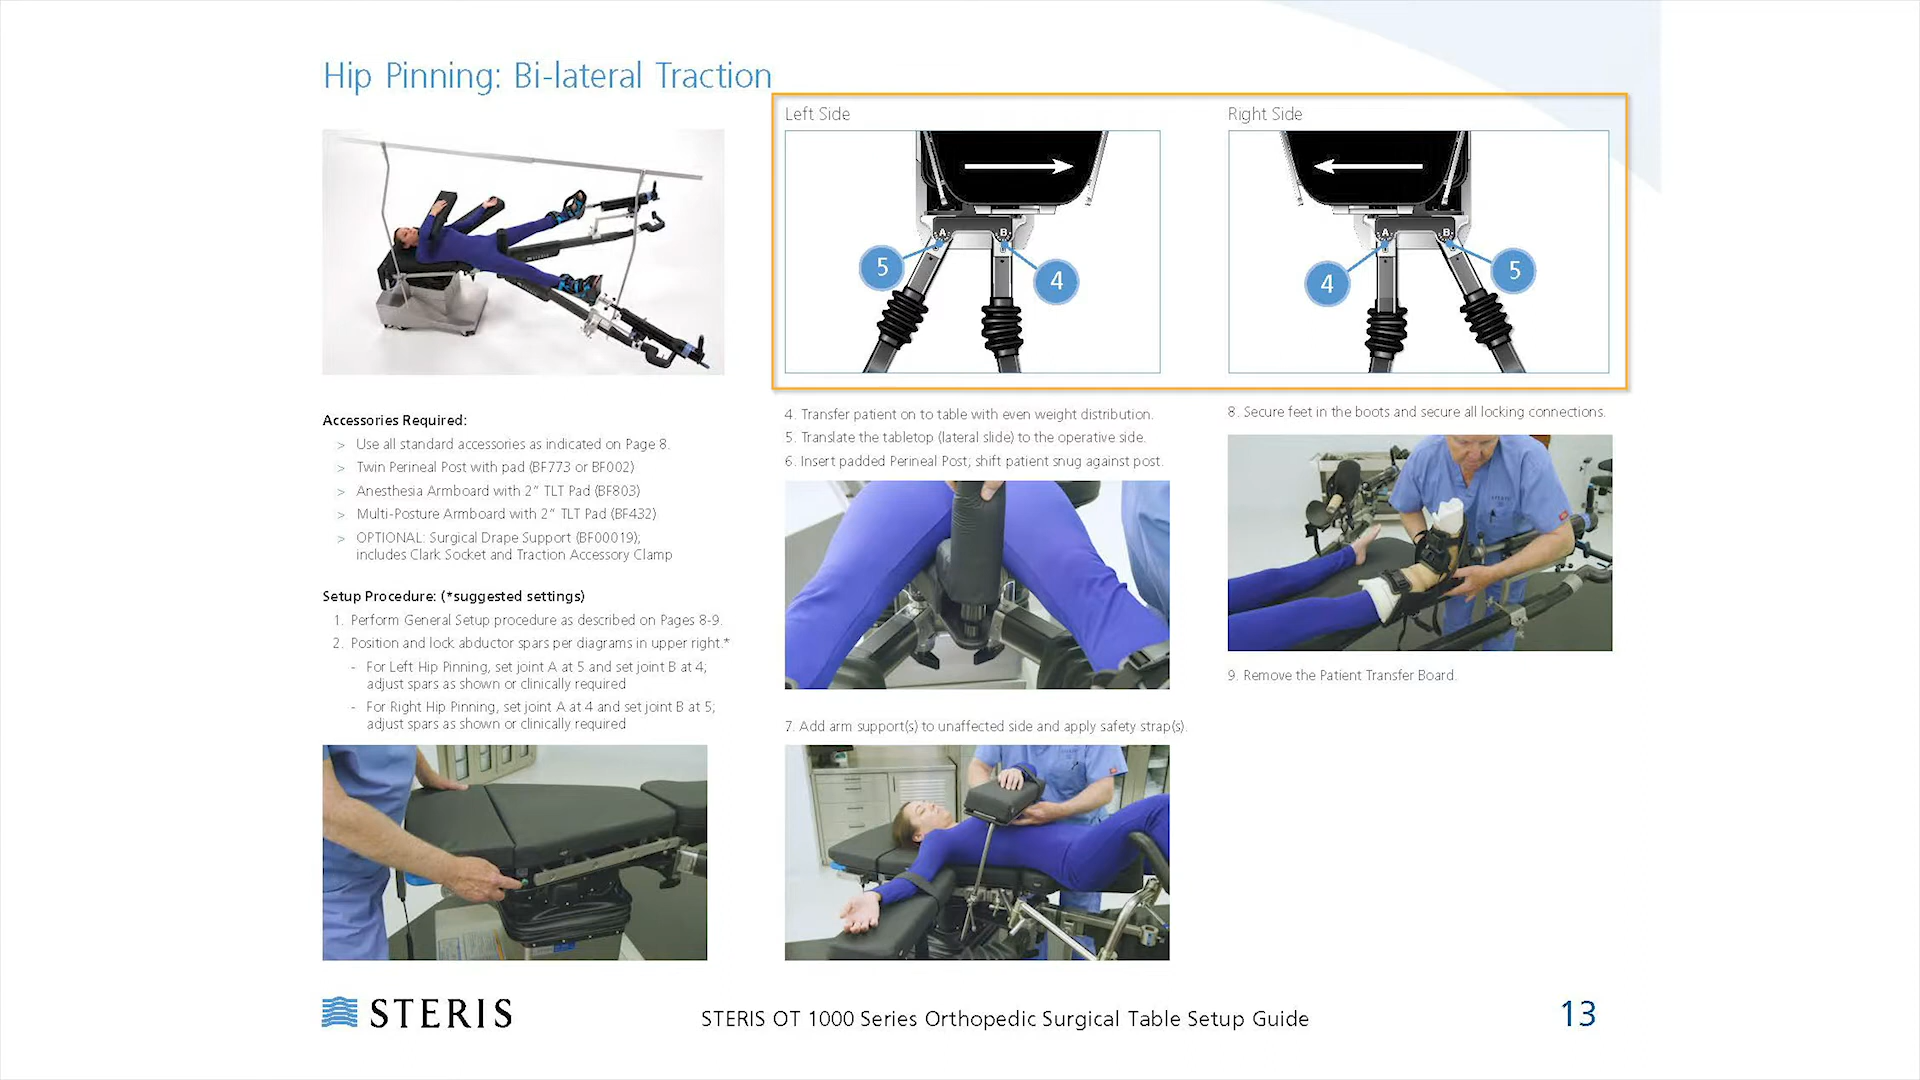 Hip Pinning: Bi-lateral Traction
Accessories Required:
> Use all standard accessories as indicated on Page 8.
> Twin Perineal Post with pad (BF773 or BF002)
> Anesthesia Armboard with 2” TLT Pad (BF803)
> Multi-Posture Armboard with 2” TLT Pad (BF432)
> OPTIONAL: Surgical Drape Support (BF00019);
includes Clark Socket and Traction Accessory Clamp
Setup Procedure: (*suggested settings)
1. Perform General Setup procedure as described on Pages 8-9.
2. Position and lock abductor spars per diagrams in upper right.*
- For Left Hip Pinning, set joint A at 5 and set joint B at 4;
adjust spars as shown or clinically required
- For Right Hip Pinning, set joint A at 4 and set joint B at 5;
adjust spars as shown or clinically required
Left Side
A B
5 4
4. Transfer patient on to table with even weight distribution.
5. Translate the tabletop (lateral slide) to the operative side.
6. Insert padded Perineal Post; shift patient snug against post.
7. Add arm support(s) to unaffected side and apply safety strap(s).
Right Side
A B
4 5
8. Secure feet in the boots and secure all locking connections.
9. Remove the Patient Transfer Board.
STERIS
STERIS OT 1000 Series Orthopedic Surgical Table Setup Guide
13